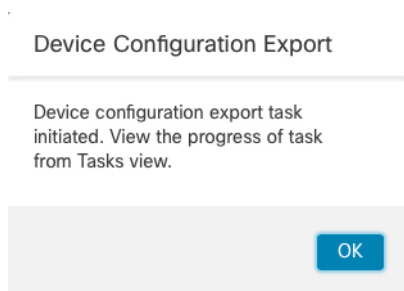 Device Configuration Export
Device configuration export task
initiated. View the progress of task
from Tasks view.
OK